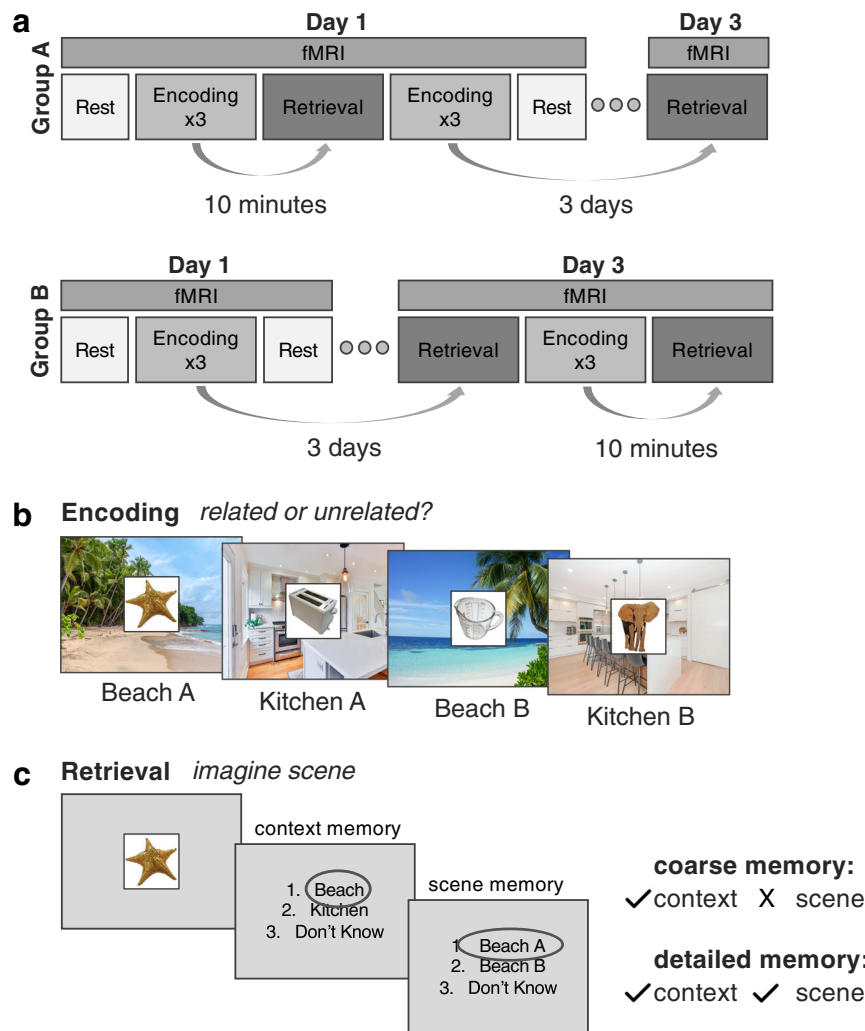 a
Group A
Day 1
Day 3
fMRI
fMRI
Rest
Encoding
x3
Retrieval
Encoding
x3
Rest
Retrieval
10 minutes
3 days
Group B
Day 1
Day 3
fMRI
fMRI
Rest
Encoding
x3
Rest
Retrieval
Encoding
x3
Retrieval
3 days
10 minutes
b Encoding related or unrelated?
Beach A
Kitchen A
Beach B
Kitchen B
c Retrieval imagine scene
context memory
1. Beach
2. Kitchen
3. Don't Know
scene memory
1 Beach A
2. Beach B
3. Don't Know
coarse memory:
✓context X scene
detailed memory:
✓context ✓ scene